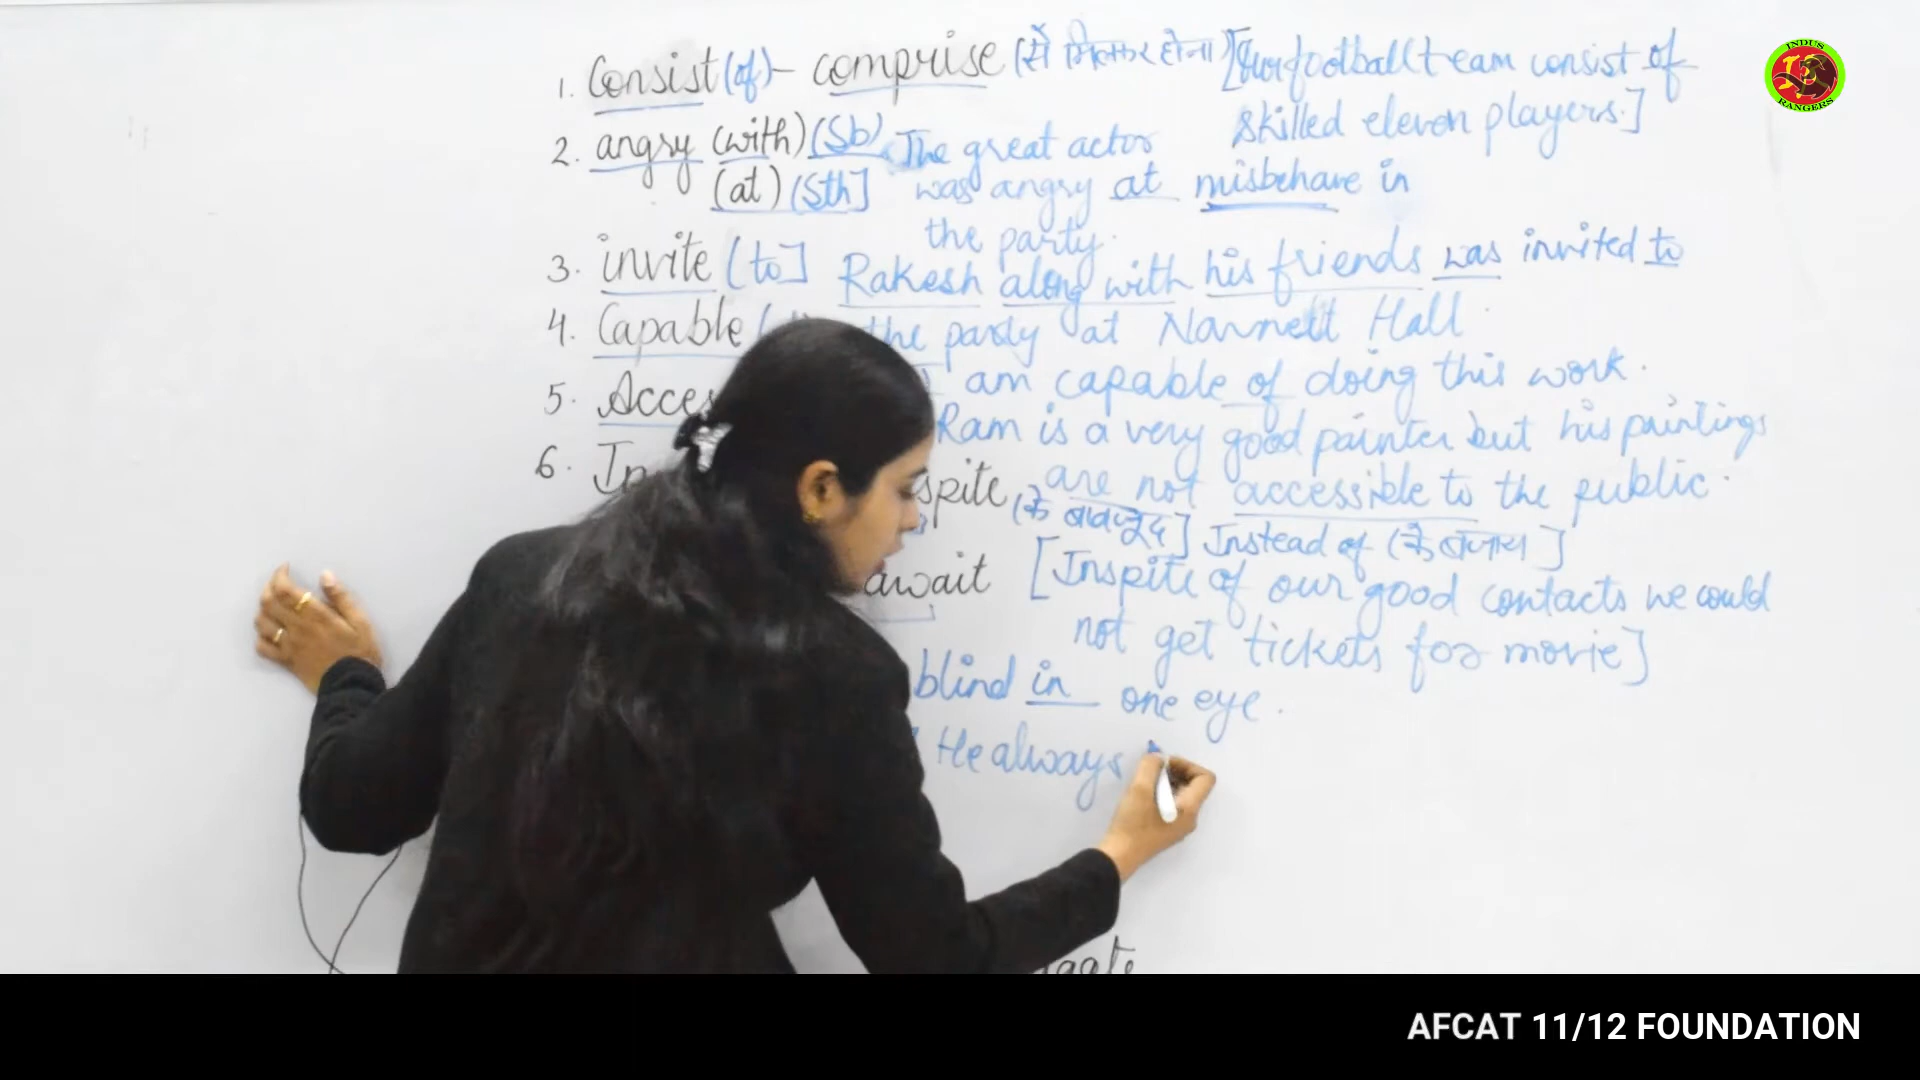 1. Consist (of) - comprise (से मिलकर होना) [Our football team consist of
skilled eleven players.]
2. angry (with) (Sb) The great actor
(at) (Sth] was angry at misbehave in
the party.
3. invite (to] Rakesh along with his friends was invited to
4. Capable the party at Narnett Hall.
am capable of doing this work.
5. Acces
Ram is a very good painter but his paintings
are not accessible to the public.
6. In spite (के बावजूद] Instead of (के बजाय]
await [Inspite of our good contacts we could
not get tickets for movie]
blind in one eye.
He always
INDUS
RANGERS
AFCAT 11/12 FOUNDATION